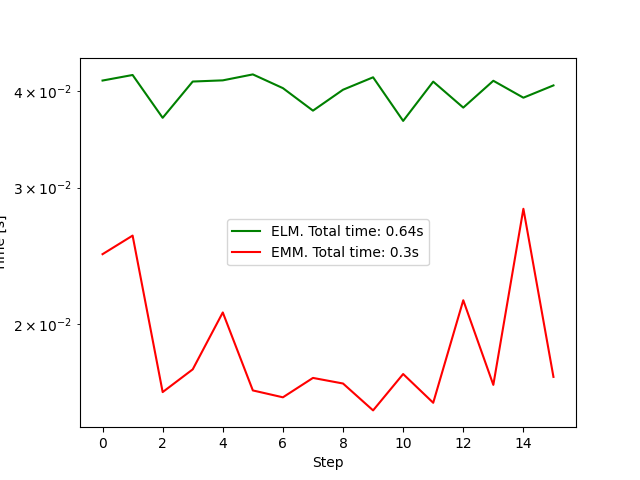 4 × 10⁻²
3 × 10⁻²
2 × 10⁻²
Time [s]
ELM. Total time: 0.64s
EMM. Total time: 0.3s
0 2 4 6 8 10 12 14
Step